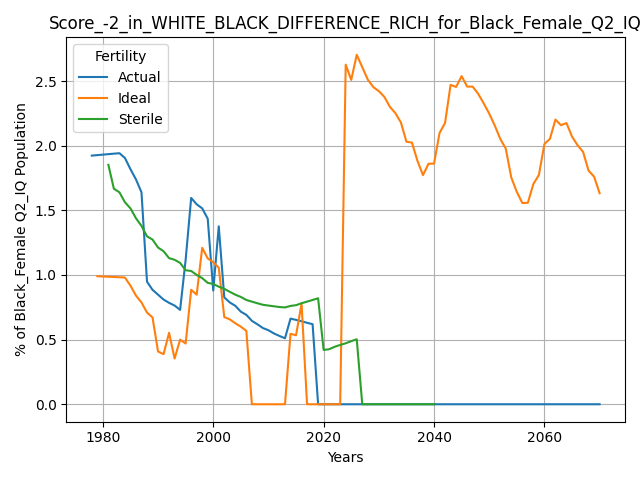 Score_-2_in_WHITE_BLACK_DIFFERENCE_RICH_for_Black_Female_Q2_IQ
Fertility
Actual
Ideal
Sterile
% of Black_Female Q2_IQ Population
2.5
2.0
1.5
1.0
0.5
0.0
1980
2000
2020
2040
2060
Years